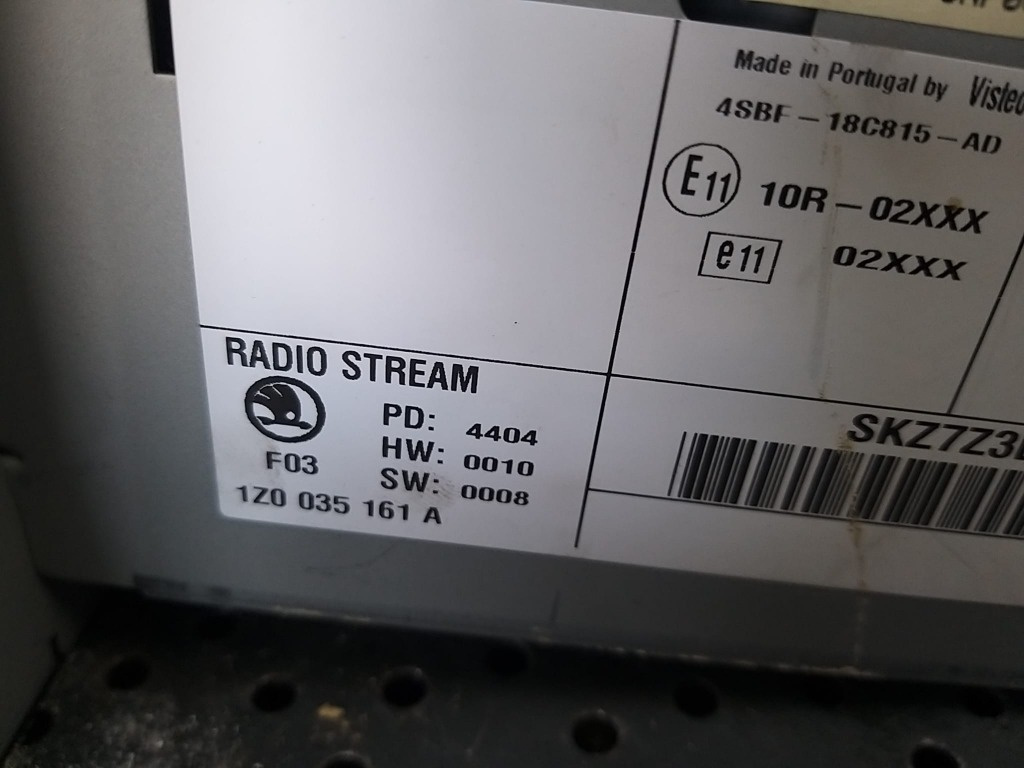 Made in Portugal by
4SBF-18C815-AD
E11 10R-02XXX
e11 02XXX
RADIO STREAM
PD: 4404
HW: 0010
F03
SW: 0008
1Z0 035 161 A
SKZ7Z3